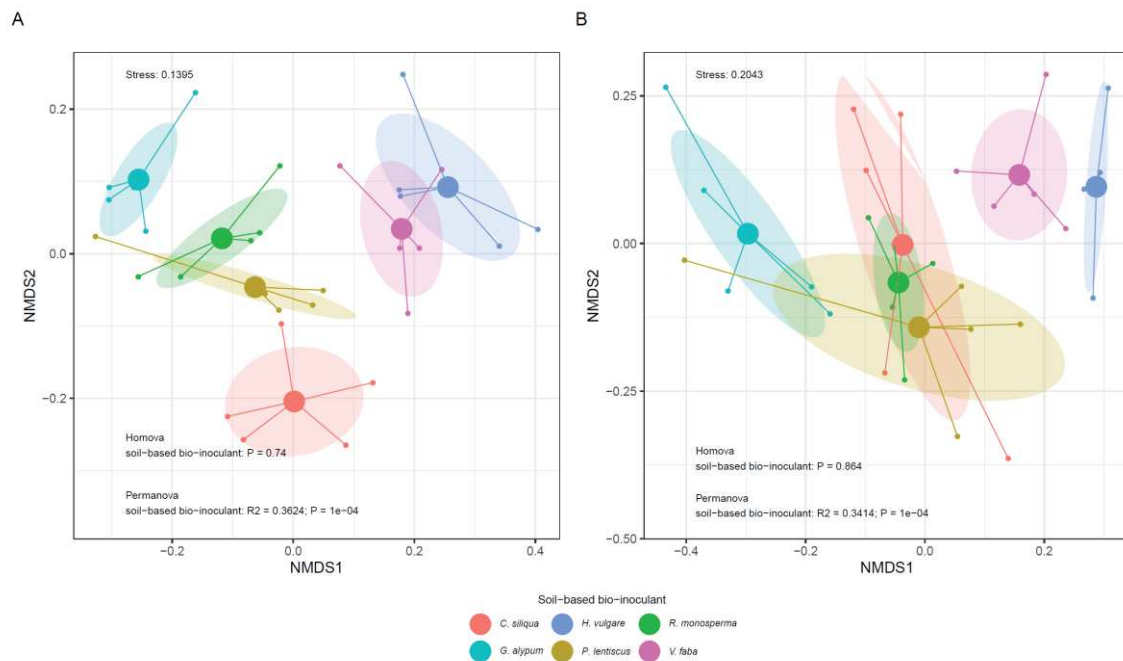 A
Stress: 0.1395
NMDS2
0.2
0.0
−0.2
Homova
soil-based bio-inoculant: P = 0.74
Permanova
soil-based bio-inoculant: R2 = 0.3624; P = 1e−04
−0.2
0.0
0.2
0.4
NMDS1
B
Stress: 0.2043
NMDS2
0.25
0.00
−0.25
−0.50
Homova
soil-based bio-inoculant: P = 0.864
Permanova
soil-based bio-inoculant: R2 = 0.3414; P = 1e−04
−0.4
−0.2
0.0
0.2
NMDS1
Soil-based bio-inoculant
C. siliqua
H. vulgare
R. monosperma
G. alypum
P. lentiscus
V. faba